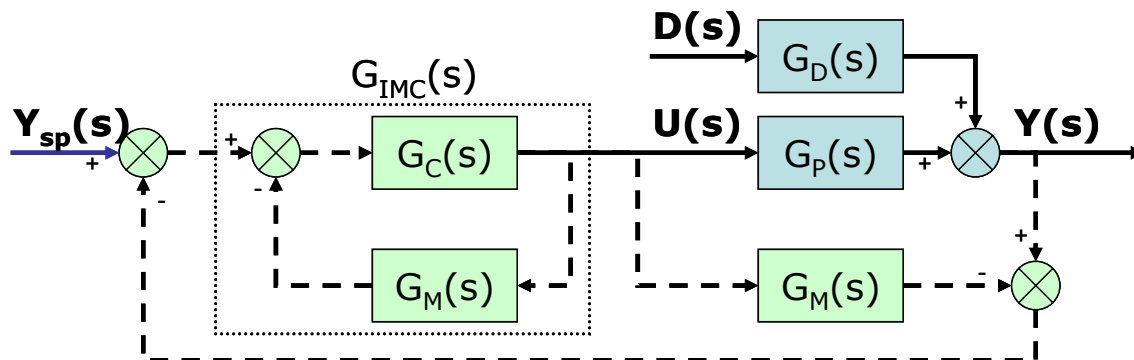 D(s)
G_D(s)
G_IMC(s)
+
Y_sp(s)
+
+
G_C(s)
U(s)
G_P(s)
+
Y(s)
-
-
+
G_M(s)
G_M(s)
-